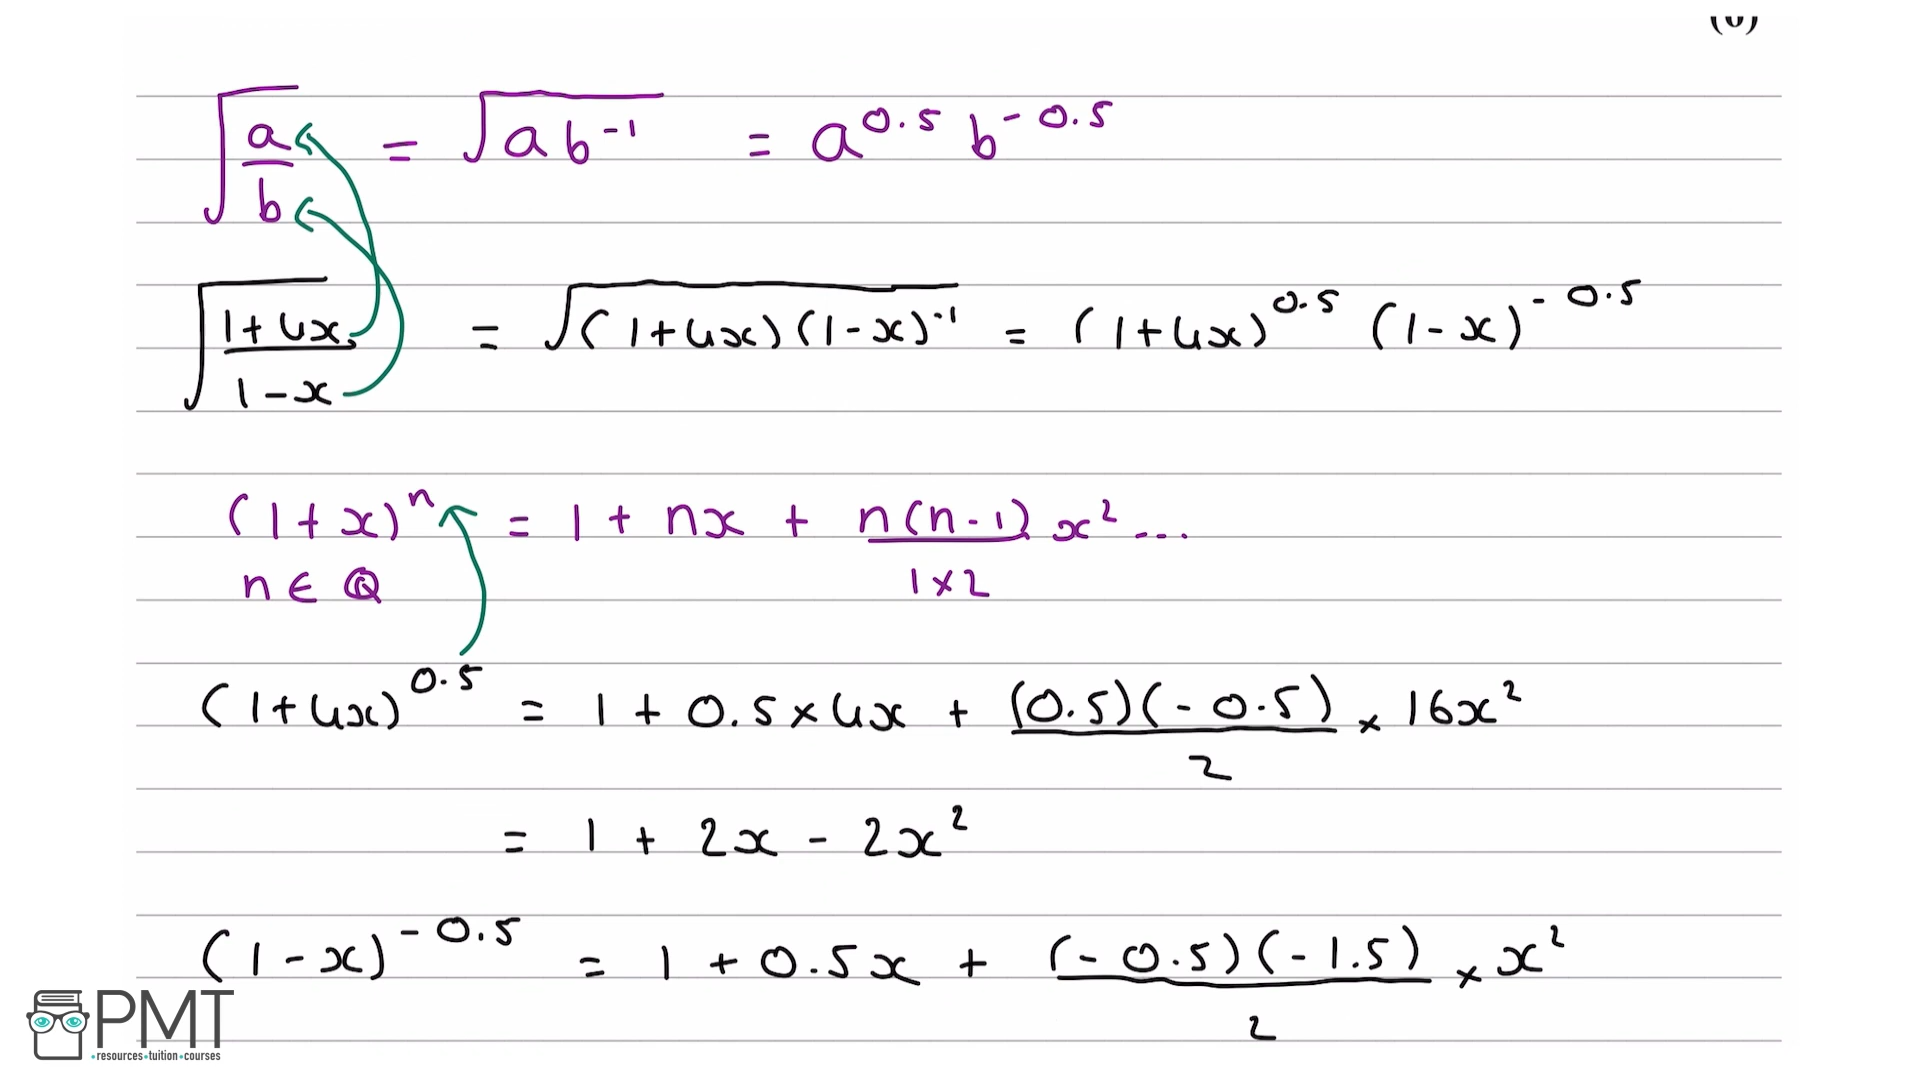 (6)
√(a/b) = √(ab⁻¹) = a^0.5 b^-0.5
√((1+4x)/(1-x)) = √((1+4x)(1-x)⁻¹) = (1+4x)^0.5 (1-x)^-0.5
(1+x)^n = 1 + nx + n(n-1)/(1×2) x² ...
n ∈ ℚ
(1+4x)^0.5 = 1 + 0.5×4x + (0.5)(-0.5)/2 × 16x²
= 1 + 2x - 2x²
(1-x)^-0.5 = 1 + 0.5x + (-0.5)(-1.5)/2 × x²
PMT
•resources•tuition•courses